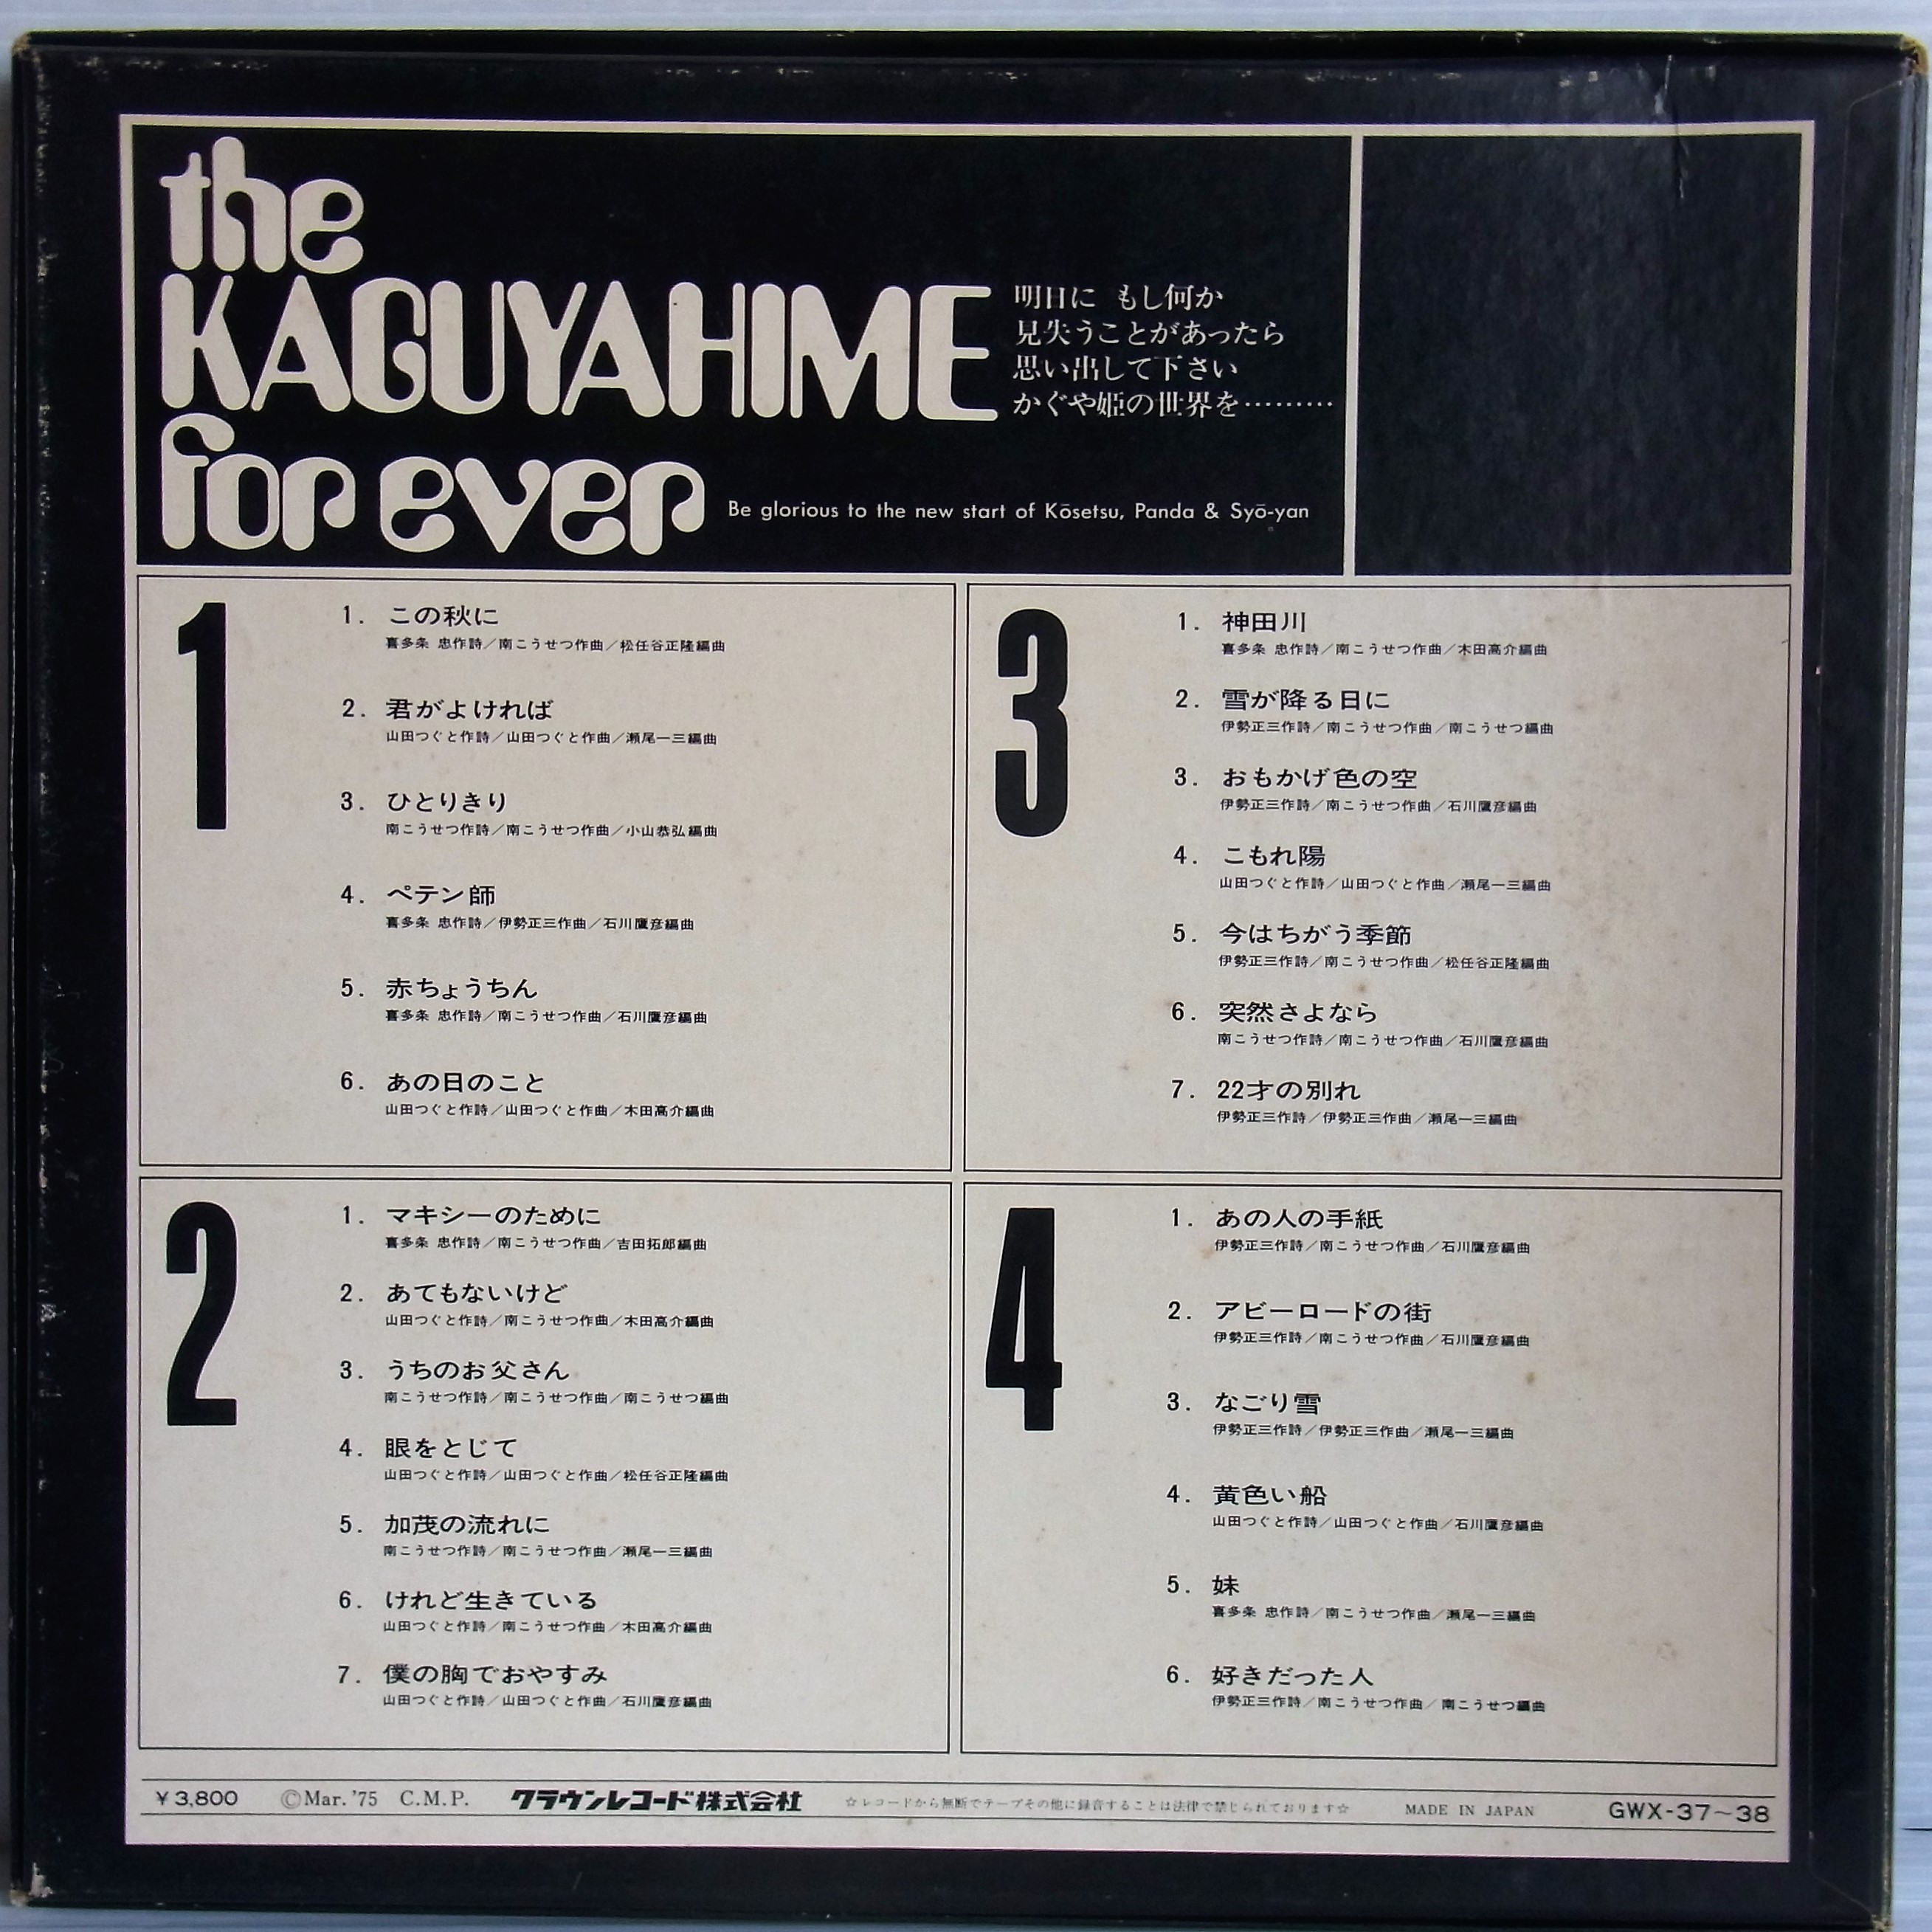 the
KAGUYAHIME
for ever
明日に もし何か
見失うことがあったら
思い出して下さい
かぐや姫の世界を………
Be glorious to the new start of Kōsetsu, Panda & Syō-yan
1
1. この秋に
喜多条 忠作詩／南こうせつ作曲／松任谷正隆編曲
2. 君がよければ
山田つぐと作詩／山田つぐと作曲／瀬尾一三編曲
3. ひとりきり
南こうせつ作詩／南こうせつ作曲／小山恭弘編曲
4. ペテン師
喜多条 忠作詩／伊勢正三作曲／石川鷹彦編曲
5. 赤ちょうちん
喜多条 忠作詩／南こうせつ作曲／石川鷹彦編曲
6. あの日のこと
山田つぐと作詩／山田つぐと作曲／木田高介編曲
2
1. マキシーのために
喜多条 忠作詩／南こうせつ作曲／吉田拓郎編曲
2. あてもないけど
山田つぐと作詩／南こうせつ作曲／木田高介編曲
3. うちのお父さん
南こうせつ作詩／南こうせつ作曲／南こうせつ編曲
4. 眼をとじて
山田つぐと作詩／山田つぐと作曲／松任谷正隆編曲
5. 加茂の流れに
南こうせつ作詩／南こうせつ作曲／瀬尾一三編曲
6. けれど生きている
山田つぐと作詩／南こうせつ作曲／木田高介編曲
7. 僕の胸でおやすみ
山田つぐと作詩／山田つぐと作曲／石川鷹彦編曲
3
1. 神田川
喜多条 忠作詩／南こうせつ作曲／木田高介編曲
2. 雪が降る日に
伊勢正三作詩／南こうせつ作曲／南こうせつ編曲
3. おもかげ色の空
伊勢正三作詩／南こうせつ作曲／石川鷹彦編曲
4. こもれ陽
山田つぐと作詩／山田つぐと作曲／瀬尾一三編曲
5. 今はちがう季節
伊勢正三作詩／南こうせつ作曲／松任谷正隆編曲
6. 突然さよなら
南こうせつ作詩／南こうせつ作曲／石川鷹彦編曲
7. 22才の別れ
伊勢正三作詩／伊勢正三作曲／瀬尾一三編曲
4
1. あの人の手紙
伊勢正三作詩／南こうせつ作曲／石川鷹彦編曲
2. アビーロードの街
伊勢正三作詩／南こうせつ作曲／石川鷹彦編曲
3. なごり雪
伊勢正三作詩／伊勢正三作曲／瀬尾一三編曲
4. 黄色い船
山田つぐと作詩／山田つぐと作曲／石川鷹彦編曲
5. 妹
喜多条 忠作詩／南こうせつ作曲／瀬尾一三編曲
6. 好きだった人
伊勢正三作詩／南こうせつ作曲／南こうせつ編曲
¥3,800 ©Mar.'75 C.M.P. クラウンレコード株式会社 ☆レコードから無断でテープその他に録音することは法律で禁じられております☆ MADE IN JAPAN GWX-37〜38